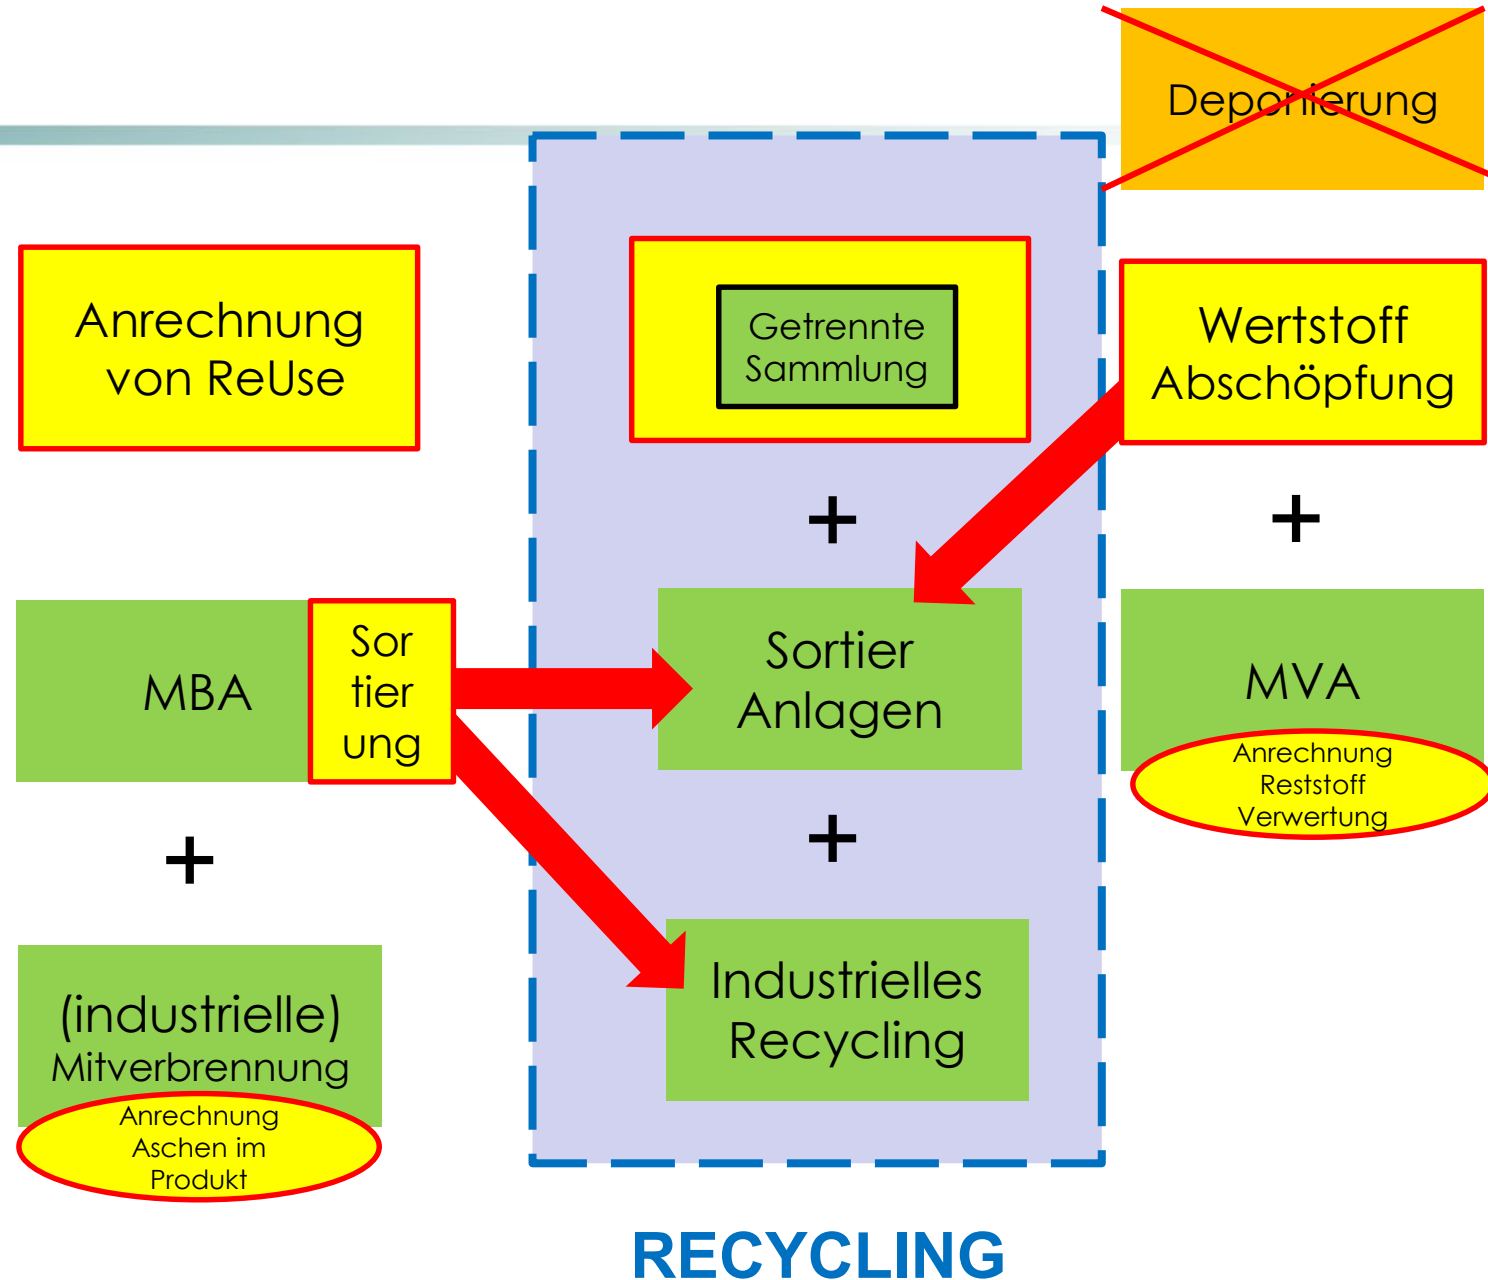 Deponierung
Anrechnung
von ReUse
Getrennte
Sammlung
Wertstoff
Abschöpfung
+
+
MBA
Sor
tier
ung
Sortier
Anlagen
MVA
Anrechnung
Reststoff
Verwertung
+
+
(industrielle)
Mitverbrennung
Anrechnung
Aschen im
Produkt
Industrielles
Recycling
RECYCLING